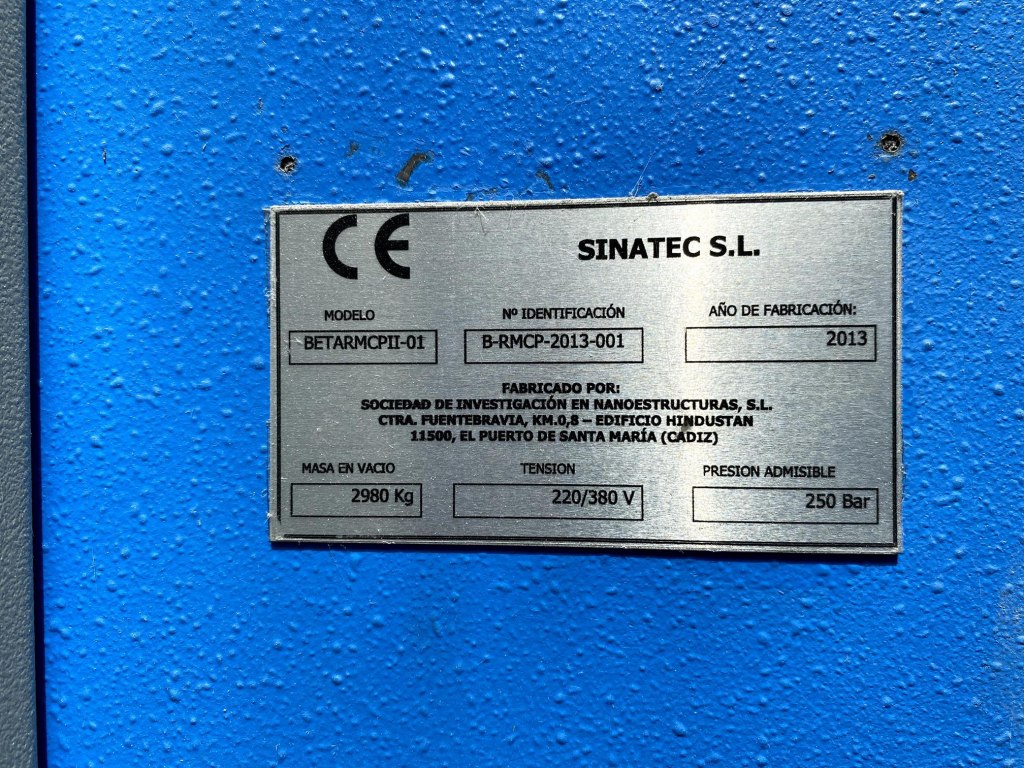 CE
SINATEC S.L.
MODELO
Nº IDENTIFICACIÓN
AÑO DE FABRICACIÓN:
BETARMCPII-01
B-RMCP-2013-001
2013
FABRICADO POR:
SOCIEDAD DE INVESTIGACIÓN EN NANOESTRUCTURAS, S.L.
CTRA. FUENTEBRAVIA, KM.0,8 – EDIFICIO HINDUSTAN
11500, EL PUERTO DE SANTA MARÍA (CADIZ)
MASA EN VACIO
TENSION
PRESION ADMISIBLE
2980 Kg
220/380 V
250 Bar